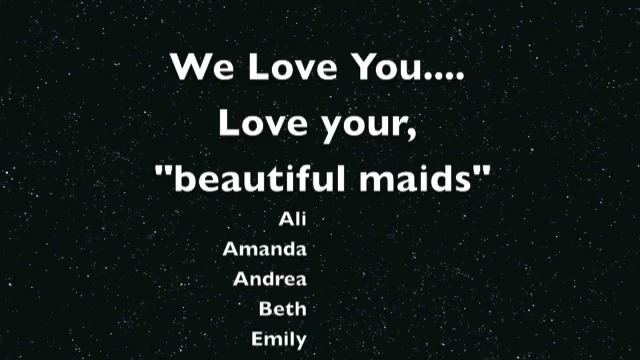 We Love You....
Love your,
"beautiful maids"
Ali
Amanda
Andrea
Beth
Emily